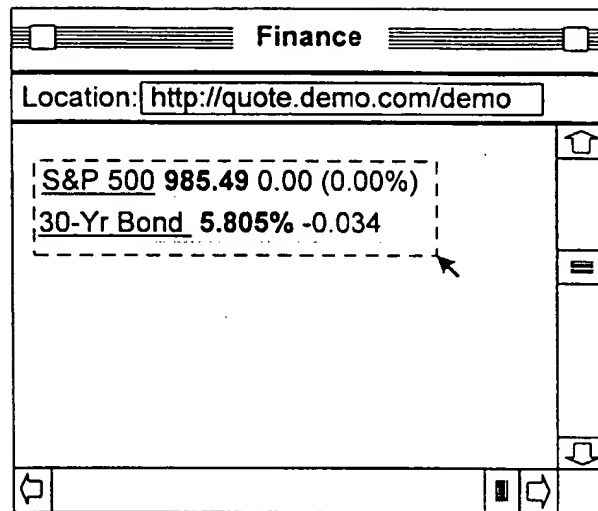 Finance
Location: http://quote.demo.com/demo
S&P 500 985.49 0.00 (0.00%)
30-Yr Bond 5.805% -0.034